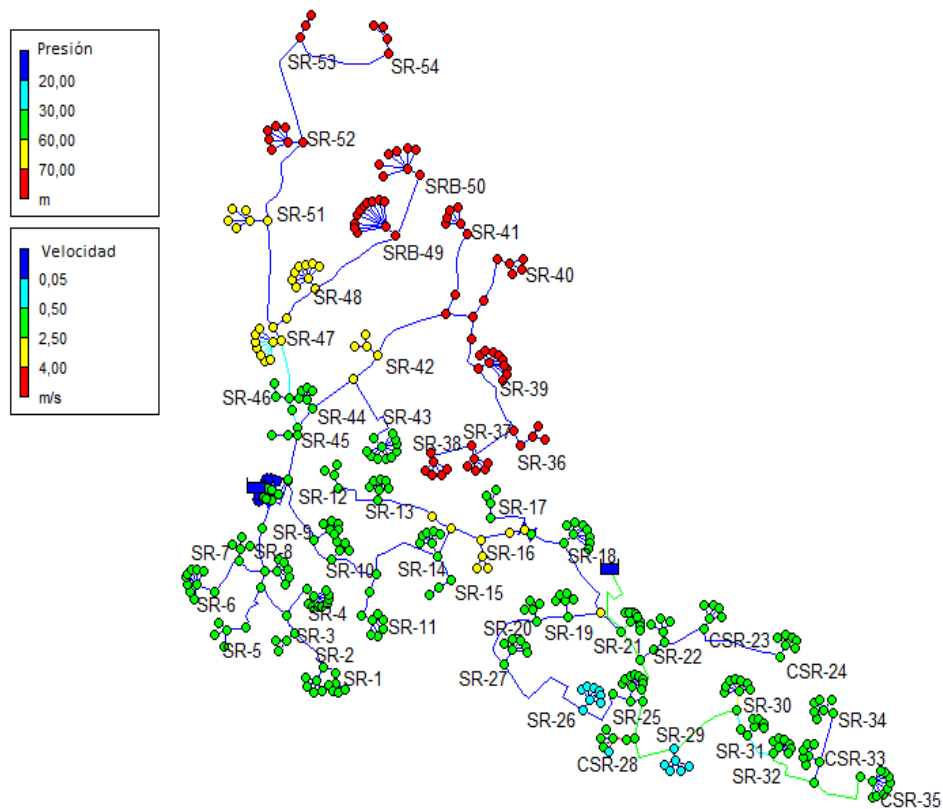 Presión
20,00
30,00
60,00
70,00
m
Velocidad
0,05
0,50
2,50
4,00
m/s
SR-53
SR-54
SR-52
SRB-50
SR-51
SRB-49
SR-41
SR-40
SR-48
SR-47
SR-42
SR-39
SR-46
SR-44
SR-43
SR-45
SR-38
SR-37
SR-36
SR-12
SR-13
SR-17
SR-9
SR-7
SR-8
SR-10
SR-14
SR-16
SR-18
SR-6
SR-15
SR-4
SR-5
SR-3
SR-11
SR-20
SR-19
SR-21
SR-22
CSR-23
CSR-24
SR-2
SR-1
SR-27
SR-26
SR-25
SR-30
SR-34
SR-29
SR-31
CSR-28
SR-32
CSR-33
CSR-35